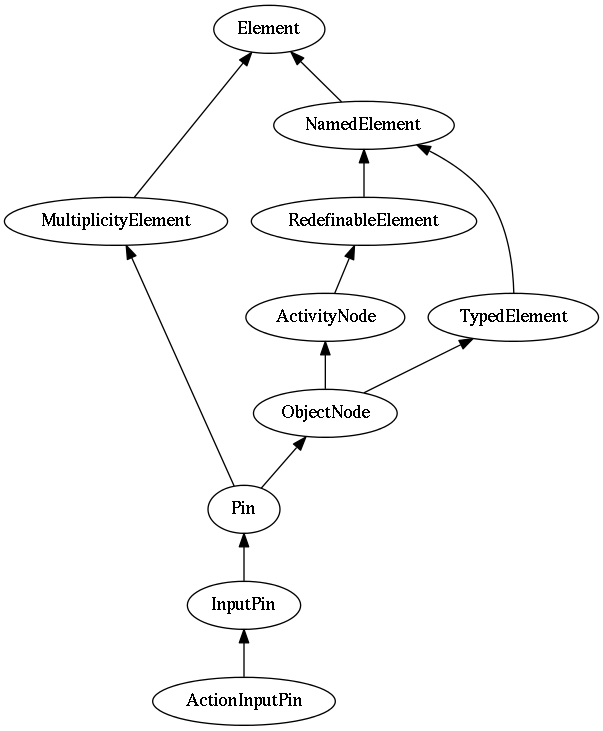 Element
NamedElement
MultiplicityElement
RedefinableElement
ActivityNode
TypedElement
ObjectNode
Pin
InputPin
ActionInputPin